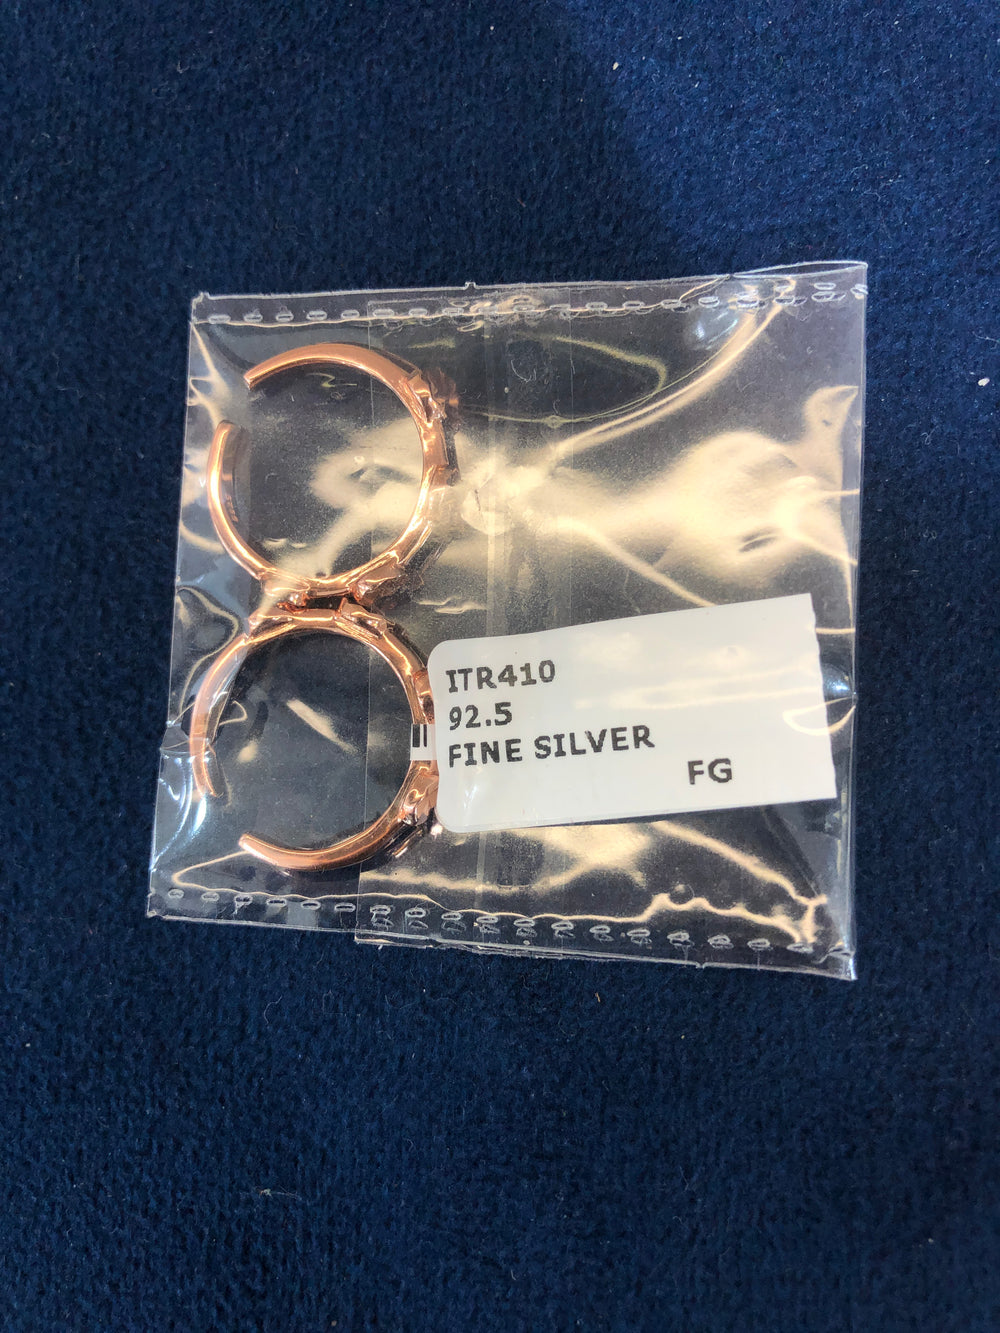 ITR410
92.5
FINE SILVER
FG